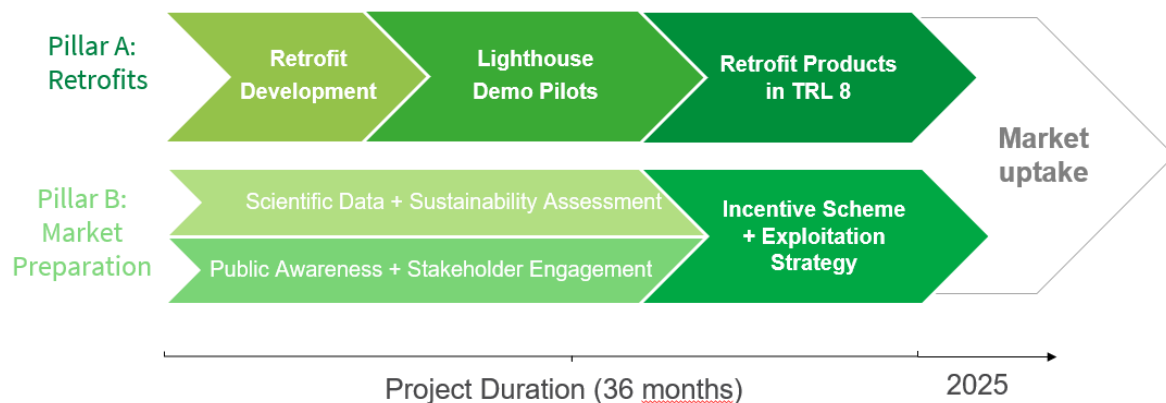 Pillar A:
Retrofits
Retrofit
Development
Lighthouse
Demo Pilots
Retrofit Products
in TRL 8
Market
uptake
Pillar B:
Market
Preparation
Scientific Data + Sustainability Assessment
Public Awareness + Stakeholder Engagement
Incentive Scheme
+ Exploitation
Strategy
Project Duration (36 months)
2025